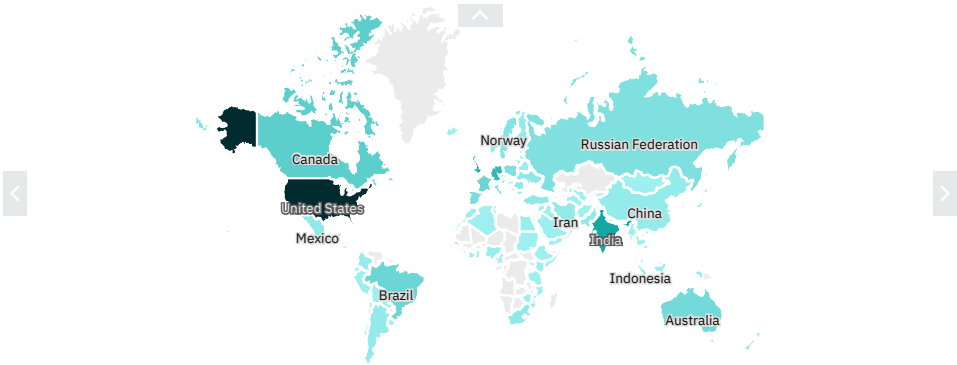 Norway
Russian Federation
Canada
United States
China
Iran
Mexico
India
Indonesia
Brazil
Australia